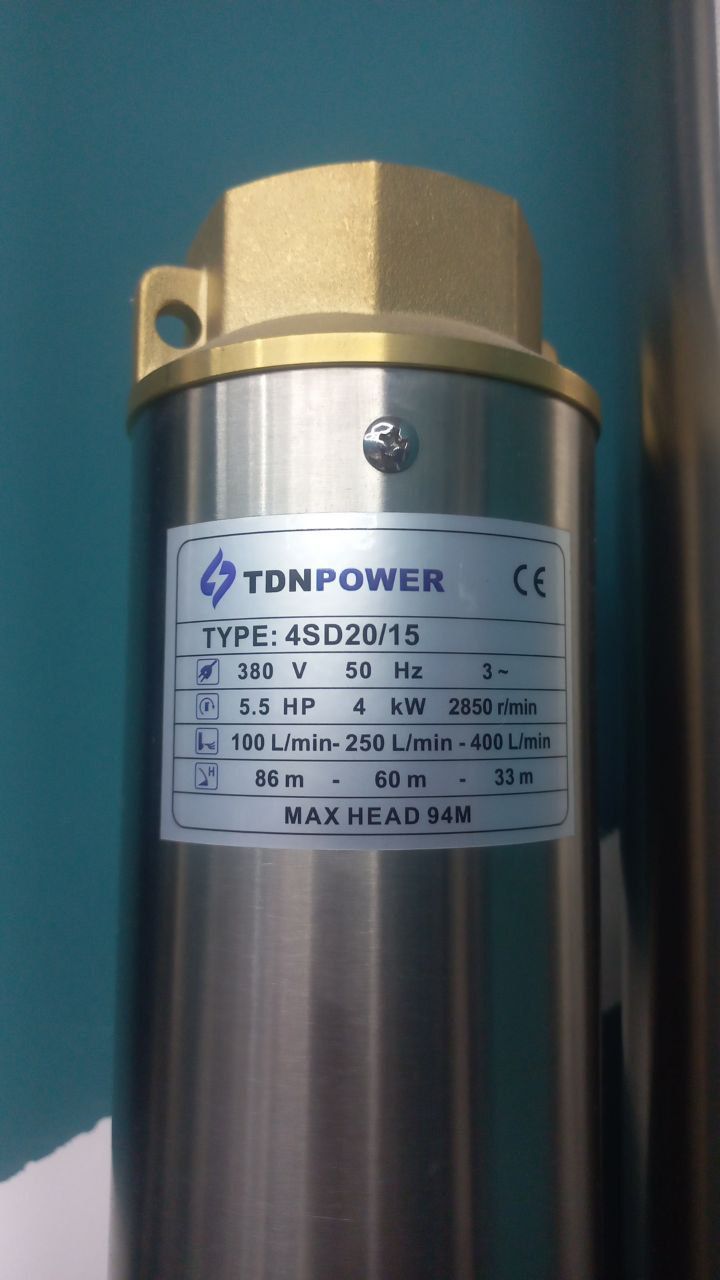 TDNPOWER CE
TYPE: 4SD20/15
380 V 50 Hz 3~
5.5 HP 4 kW 2850 r/min
100 L/min- 250 L/min - 400 L/min
H 86 m - 60 m - 33 m
MAX HEAD 94M